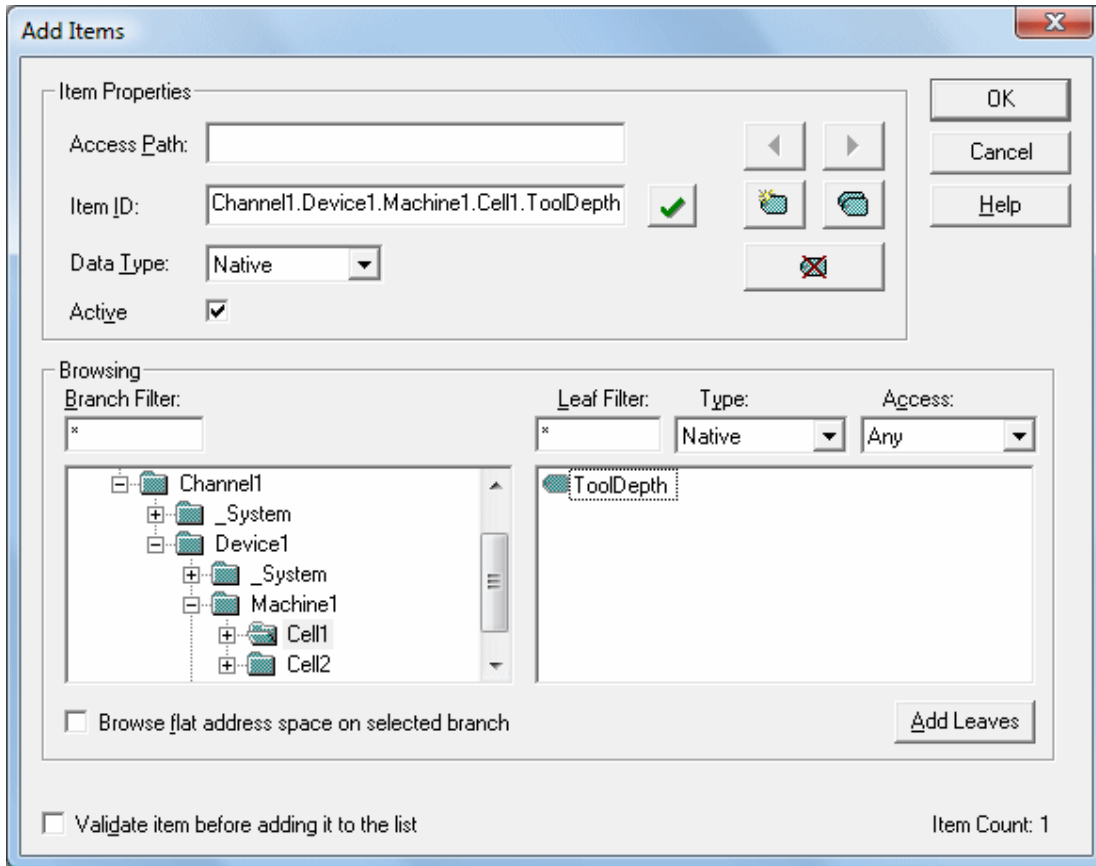 Add Items
Item Properties
Access Path:
Item ID: Channel1.Device1.Machine1.Cell1.ToolDepth
Data Type: Native
Active
OK
Cancel
Help
Browsing
Branch Filter: Leaf Filter: Type: Access:
* * Native Any
Channel1
_System
Device1
_System
Machine1
Cell1
Cell2
ToolDepth
Browse flat address space on selected branch
Add Leaves
Validate item before adding it to the list
Item Count: 1